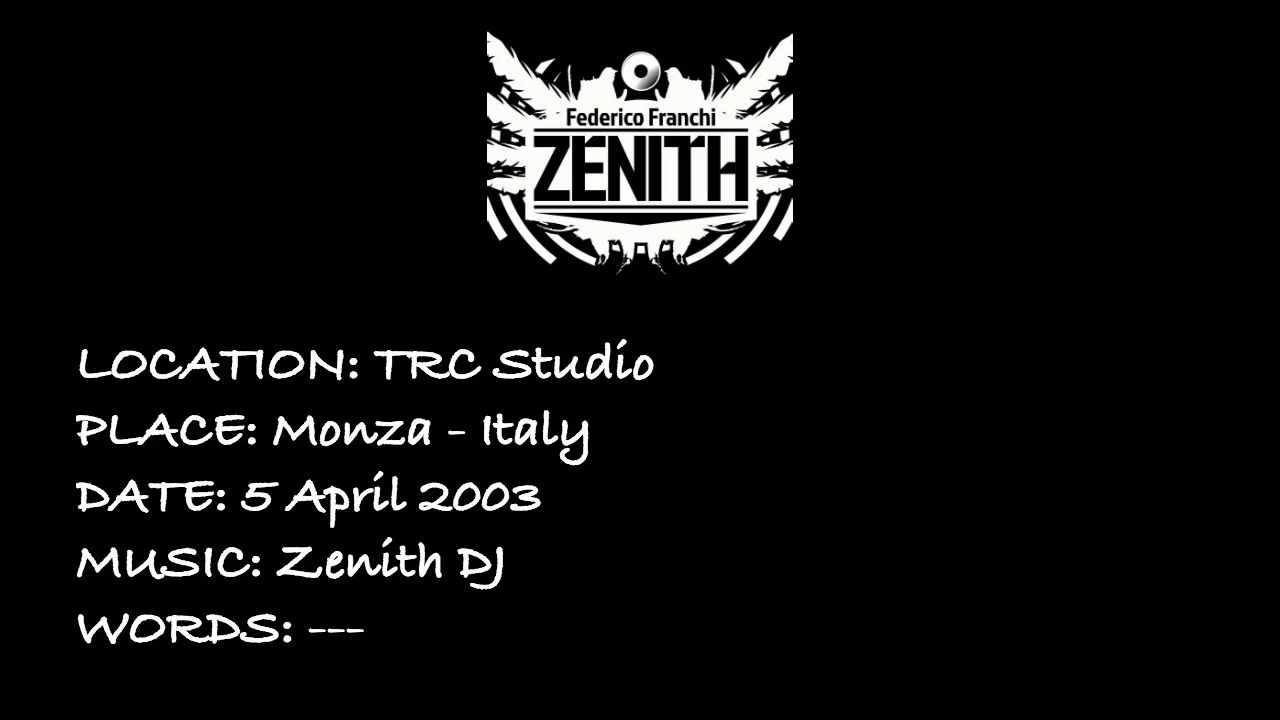 Federico Franchi
ZENITH
LOCATION: TRC Studio
PLACE: Monza - Italy
DATE: 5 April 2003
MUSIC: Zenith DJ
WORDS: ---